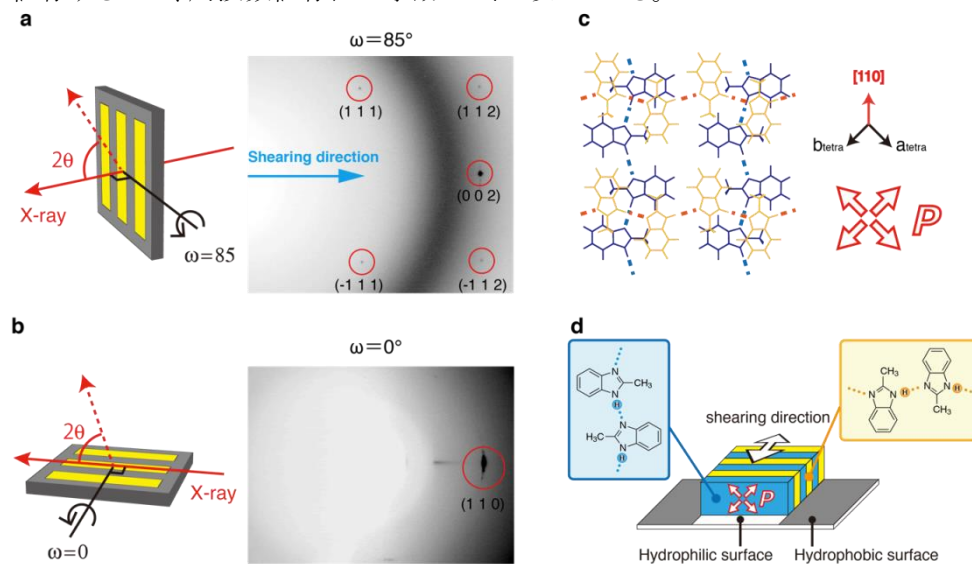 a
ω=85°
2θ
X-ray
ω=85
Shearing direction
(1 1 1)
(1 1 2)
(0 0 2)
(-1 1 1)
(-1 1 2)
b
ω=0°
2θ
X-ray
ω=0
(1 1 0)
c
[110]
btetra
atetra
P
d
N
CH₃
N
H
N
CH₃
N
H
shearing direction
CH₃
N
N
H
N
N
H
CH₃
P
Hydrophilic surface
Hydrophobic surface